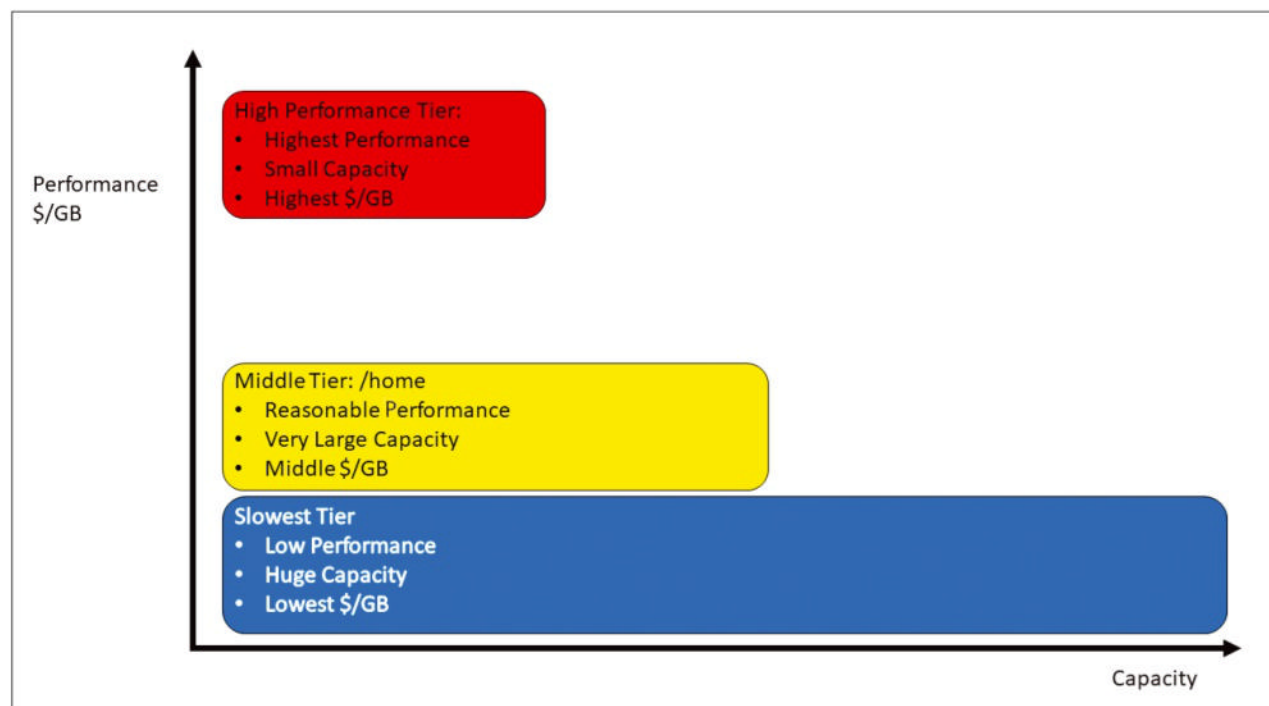 High Performance Tier:
• Highest Performance
• Small Capacity
• Highest $/GB
Performance
$/GB
Middle Tier: /home
• Reasonable Performance
• Very Large Capacity
• Middle $/GB
Slowest Tier
• Low Performance
• Huge Capacity
• Lowest $/GB
Capacity